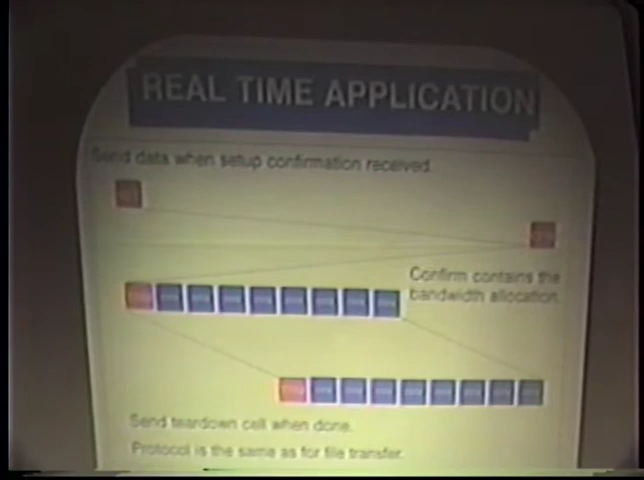 REAL TIME APPLICATION
Send data when setup confirmation received.
Confirm contains the
bandwidth allocation.
Send teardown cell when done.
Protocol is the same as for file transfer.